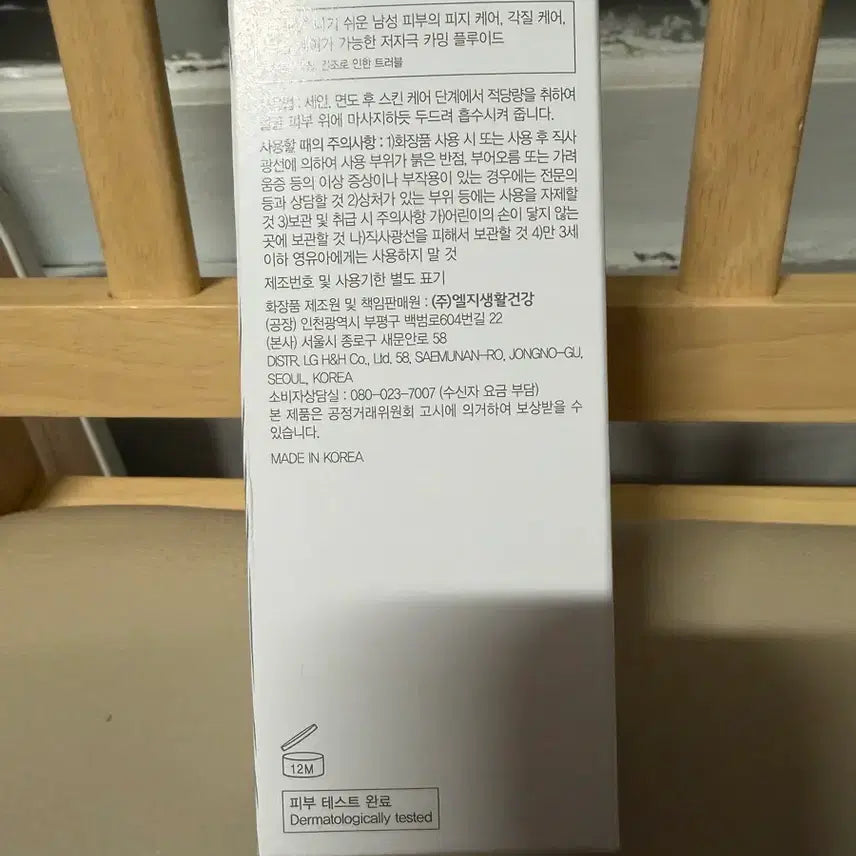 쉬운 남성 피부의 피지 케어, 각질 케어,
가능한 저자극 카밍 플루이드
건조로 인한 트러블
: 세안, 면도 후 스킨 케어 단계에서 적당량을 취하여
피부 위에 마사지하듯 두드려 흡수시켜 줍니다.
사용할 때의 주의사항 : 1)화장품 사용 시 또는 사용 후 직사
광선에 의하여 사용 부위가 붉은 반점, 부어오름 또는 가려
움증 등의 이상 증상이나 부작용이 있는 경우에는 전문의
등과 상담할 것 2)상처가 있는 부위 등에는 사용을 자제할
것 3)보관 및 취급 시 주의사항 가)어린이의 손이 닿지 않는
곳에 보관할 것 나)직사광선을 피해서 보관할 것 4)만 3세
이하 영유아에게는 사용하지 말 것
제조번호 및 사용기한 별도 표기
화장품 제조원 및 책임판매원 : (주)엘지생활건강
(공장) 인천광역시 부평구 백범로604번길 22
(본사) 서울시 종로구 새문안로 58
DISTR. LG H&H Co., Ltd. 58, SAEMUNAN-RO, JONGNO-GU,
SEOUL, KOREA
소비자상담실 : 080-023-7007 (수신자 요금 부담)
본 제품은 공정거래위원회 고시에 의거하여 보상받을 수
있습니다.
MADE IN KOREA
12M
피부 테스트 완료
Dermatologically tested